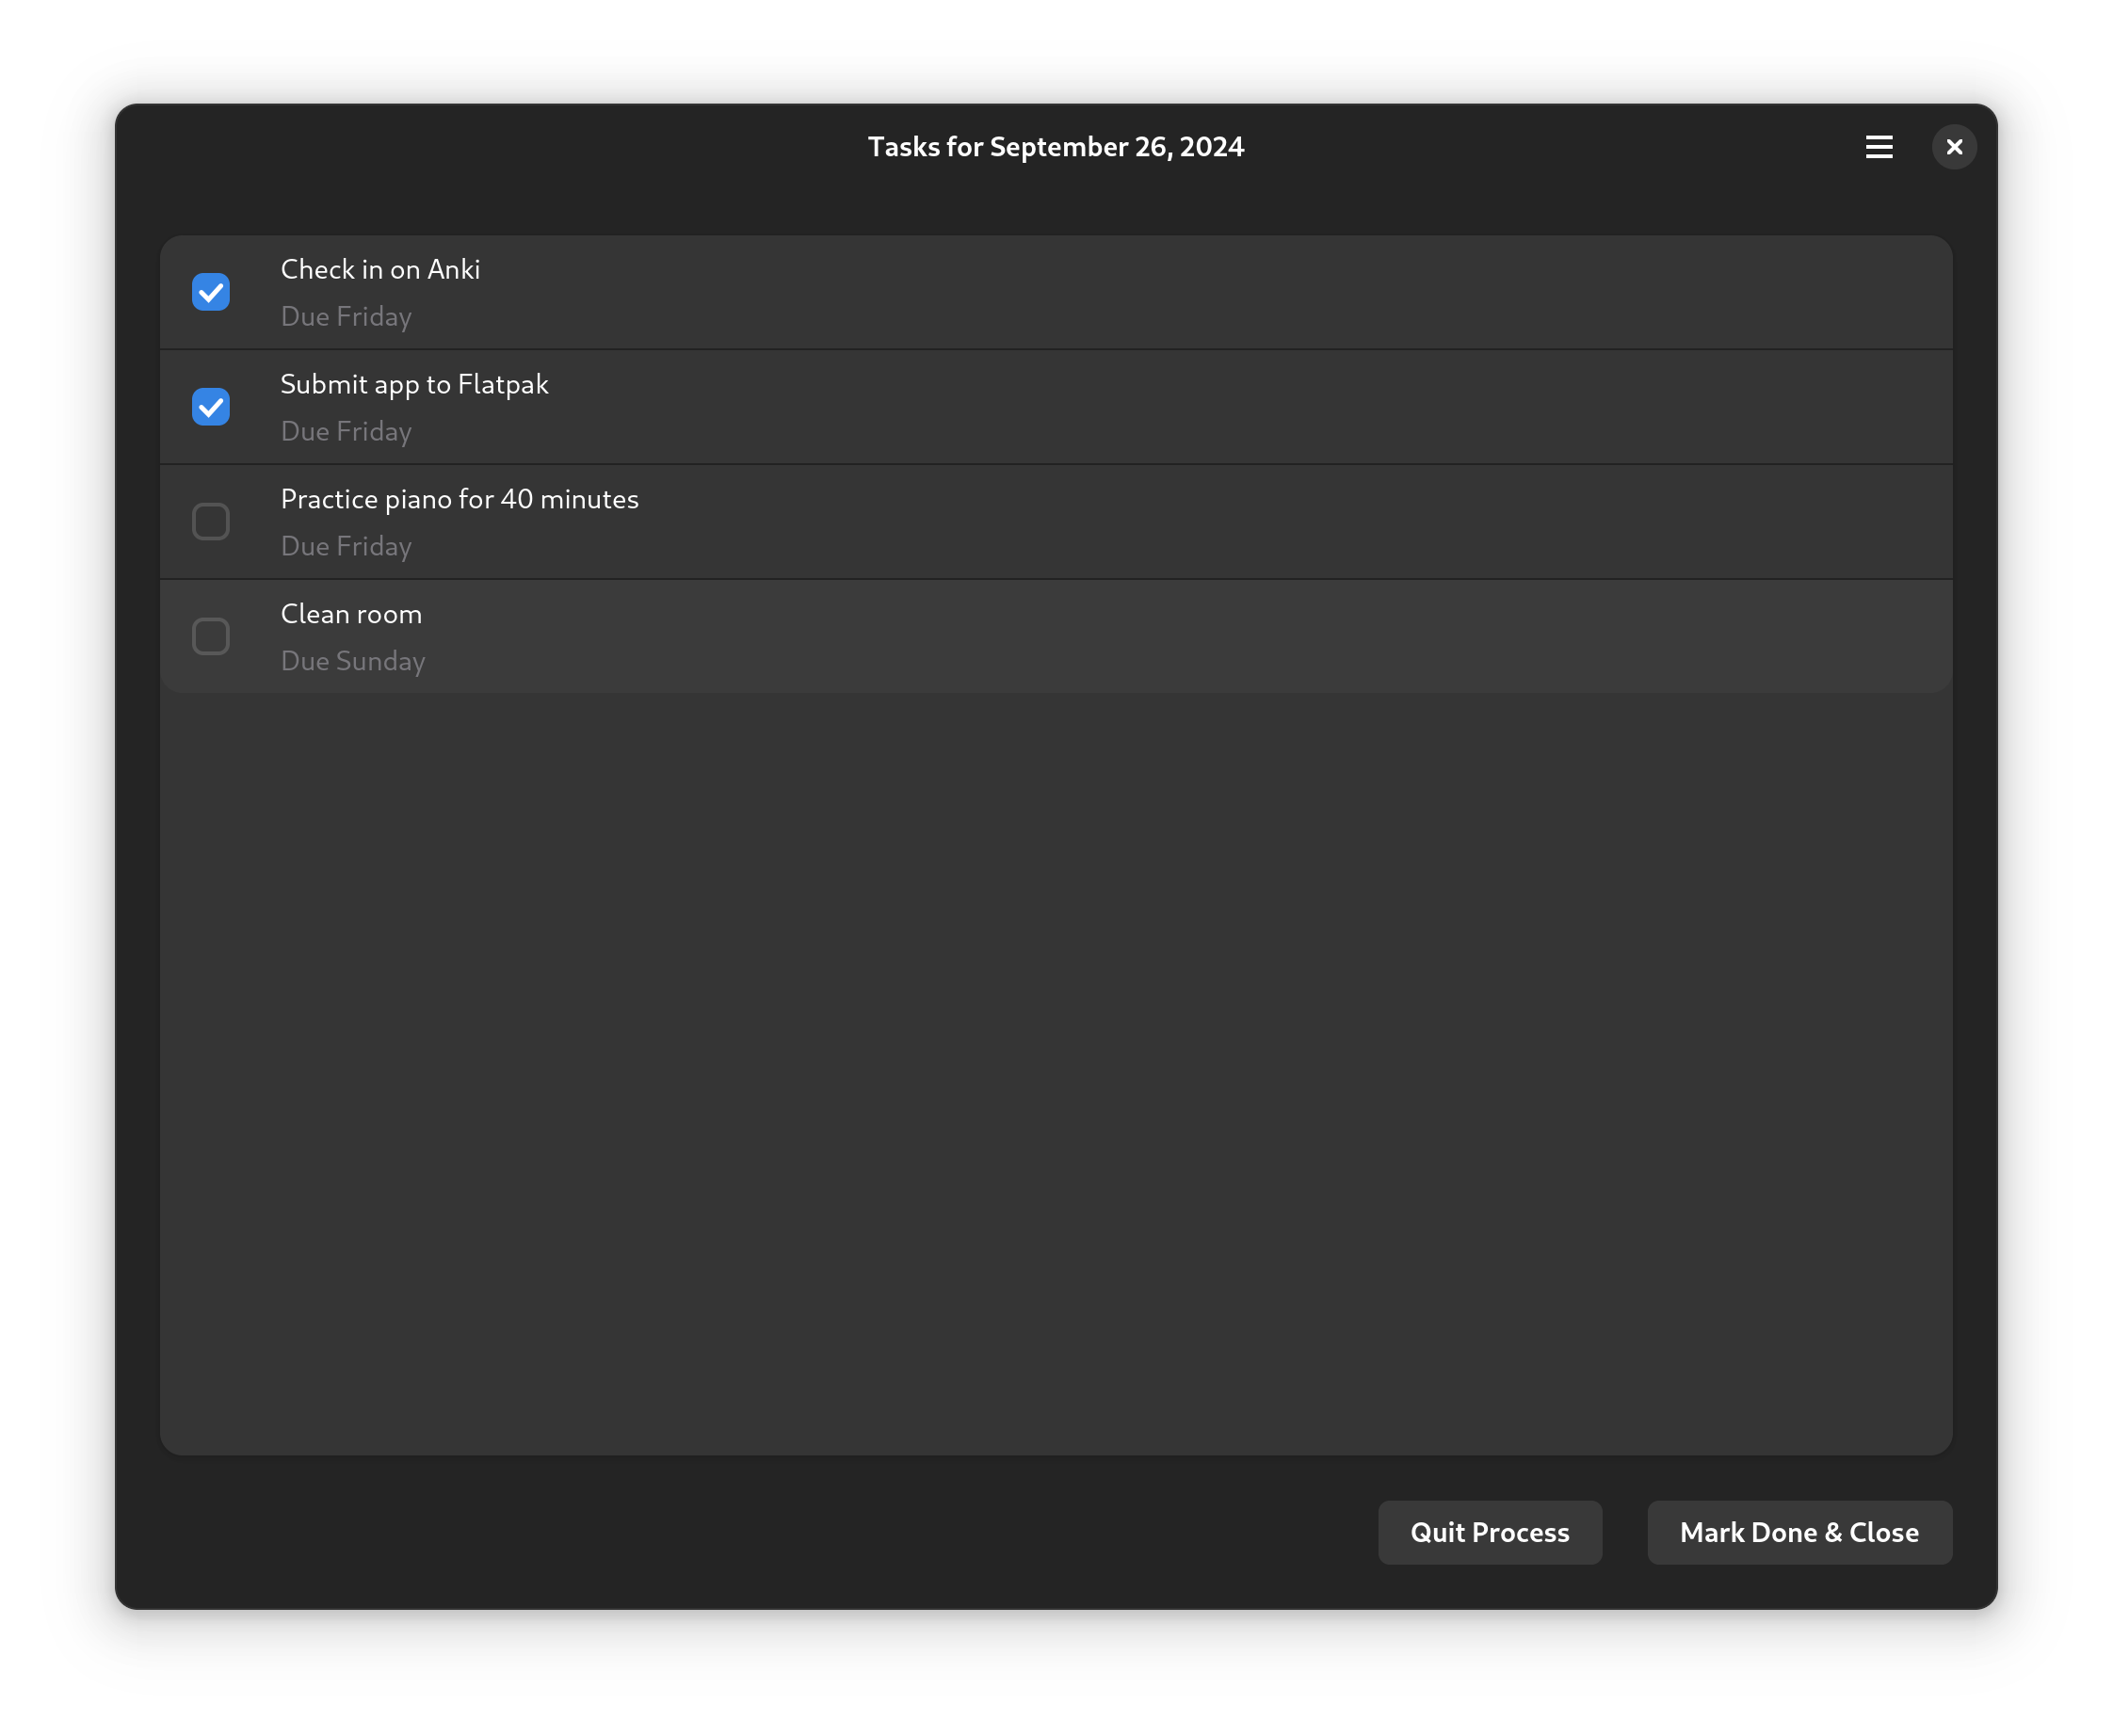 Tasks for September 26, 2024
Check in on Anki
Due Friday
Submit app to Flatpak
Due Friday
Practice piano for 40 minutes
Due Friday
Clean room
Due Sunday
Quit Process
Mark Done & Close